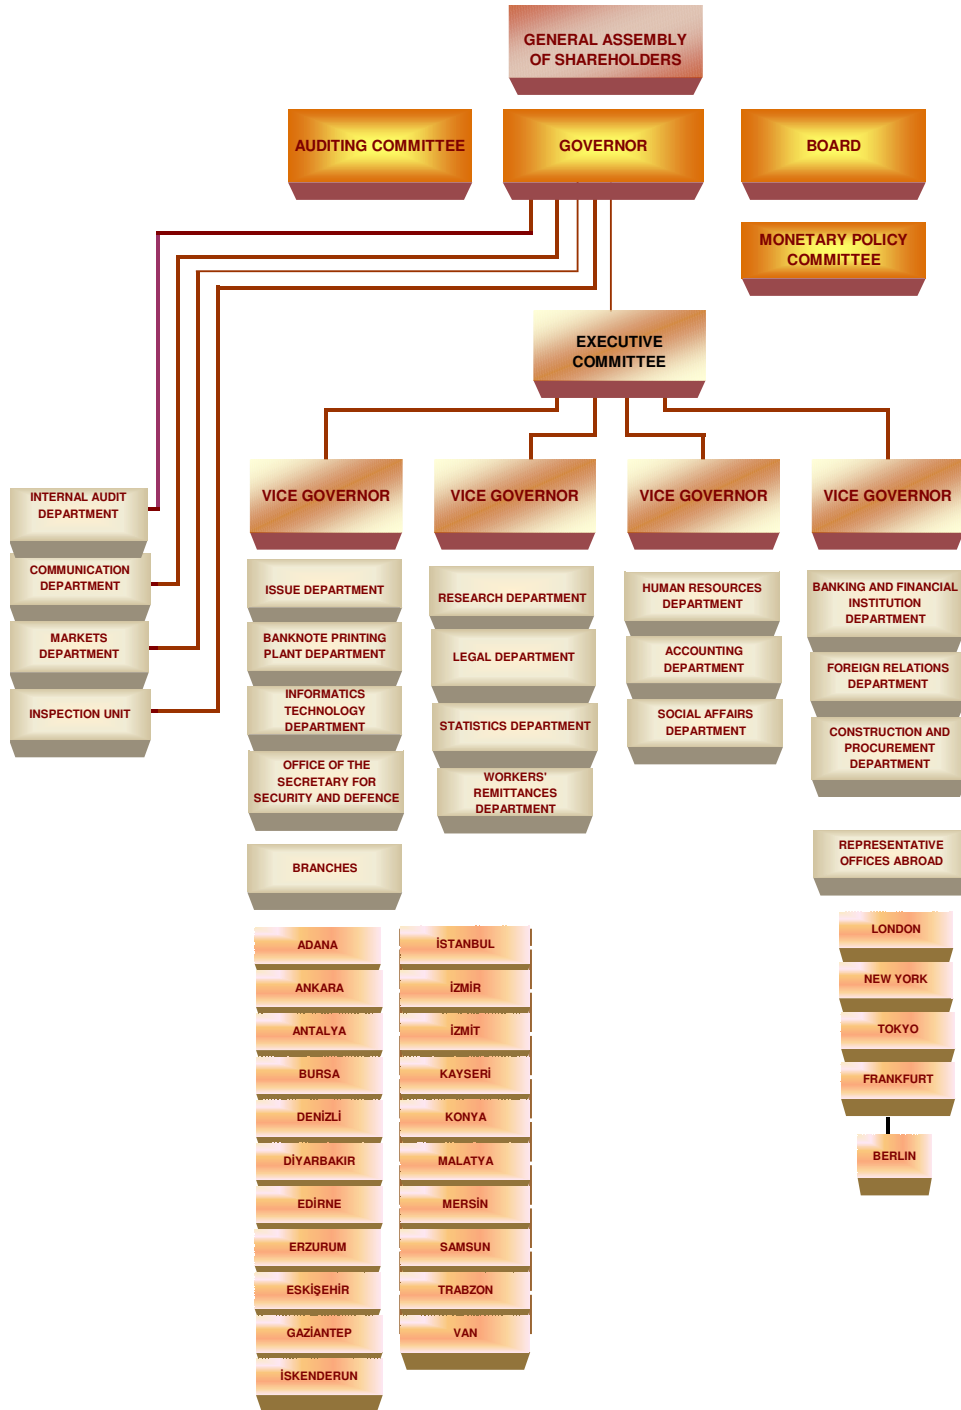 GENERAL ASSEMBLY
OF SHAREHOLDERS
AUDITING COMMITTEE
GOVERNOR
BOARD
MONETARY POLICY
COMMITTEE
EXECUTIVE
COMMITTEE
VICE GOVERNOR
VICE GOVERNOR
VICE GOVERNOR
VICE GOVERNOR
INTERNAL AUDIT
DEPARTMENT
COMMUNICATION
DEPARTMENT
MARKETS
DEPARTMENT
INSPECTION UNIT
ISSUE DEPARTMENT
BANKNOTE PRINTING
PLANT DEPARTMENT
INFORMATICS
TECHNOLOGY
DEPARTMENT
OFFICE OF THE
SECRETARY FOR
SECURITY AND DEFENCE
BRANCHES
RESEARCH DEPARTMENT
LEGAL DEPARTMENT
STATISTICS DEPARTMENT
WORKERS'
REMITTANCES
DEPARTMENT
HUMAN RESOURCES
DEPARTMENT
ACCOUNTING
DEPARTMENT
SOCIAL AFFAIRS
DEPARTMENT
BANKING AND FINANCIAL
INSTITUTION
DEPARTMENT
FOREIGN RELATIONS
DEPARTMENT
CONSTRUCTION AND
PROCUREMENT
DEPARTMENT
REPRESENTATIVE
OFFICES ABROAD
ADANA
ANKARA
ANTALYA
BURSA
DENİZLİ
DİYARBAKIR
EDİRNE
ERZURUM
ESKİŞEHİR
GAZİANTEP
İSKENDERUN
İSTANBUL
İZMİR
İZMİT
KAYSERİ
KONYA
MALATYA
MERSİN
SAMSUN
TRABZON
VAN
LONDON
NEW YORK
TOKYO
FRANKFURT
BERLIN